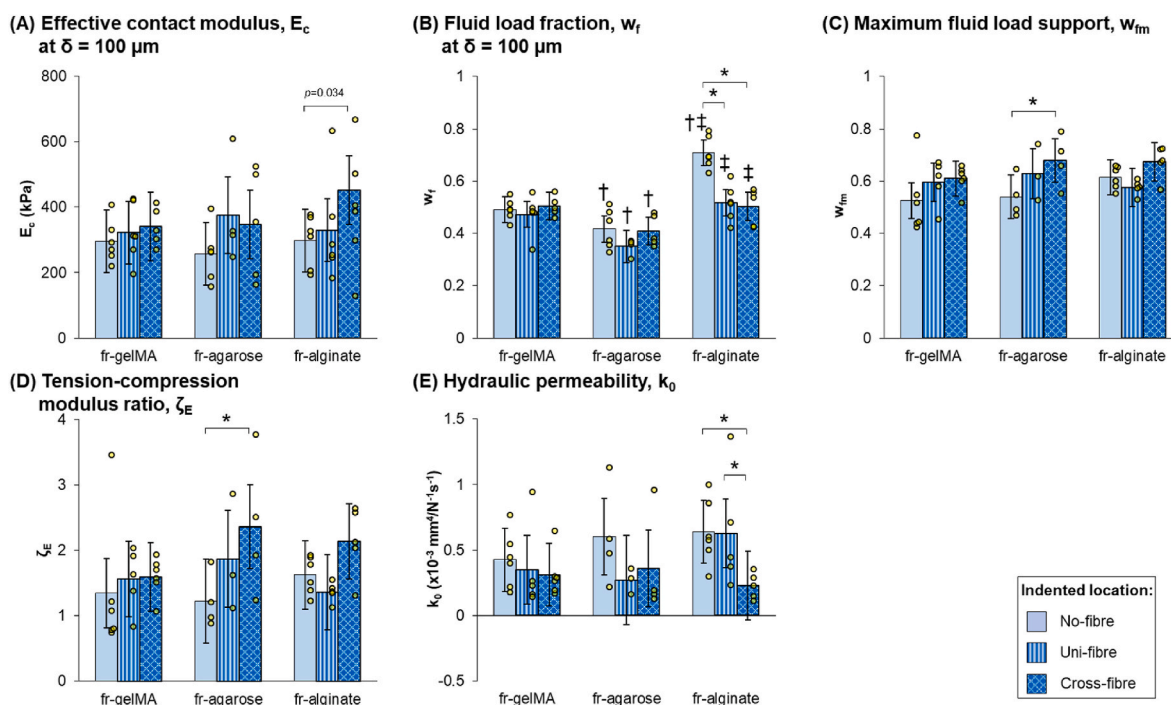 (A) Effective contact modulus, Ec
at δ = 100 µm
800
600
400
200
0
Ec (kPa)
p=0.034
fr-gelMA fr-agarose fr-alginate
(B) Fluid load fraction, wf
at δ = 100 µm
1
0.8
0.6
0.4
0.2
0
wf
* *
†‡ ‡ ‡
† † †
fr-gelMA fr-agarose fr-alginate
(C) Maximum fluid load support, wfm
1
0.8
0.6
0.4
0.2
0
wfm
*
fr-gelMA fr-agarose fr-alginate
(D) Tension-compression
modulus ratio, ζE
4
3
2
1
0
ζE
*
fr-gelMA fr-agarose fr-alginate
(E) Hydraulic permeability, k0
1.5
1
0.5
0
-0.5
k0 (x10-3 mm4/N-1s-1)
*
*
fr-gelMA fr-agarose fr-alginate
Indented location:
No-fibre
Uni-fibre
Cross-fibre